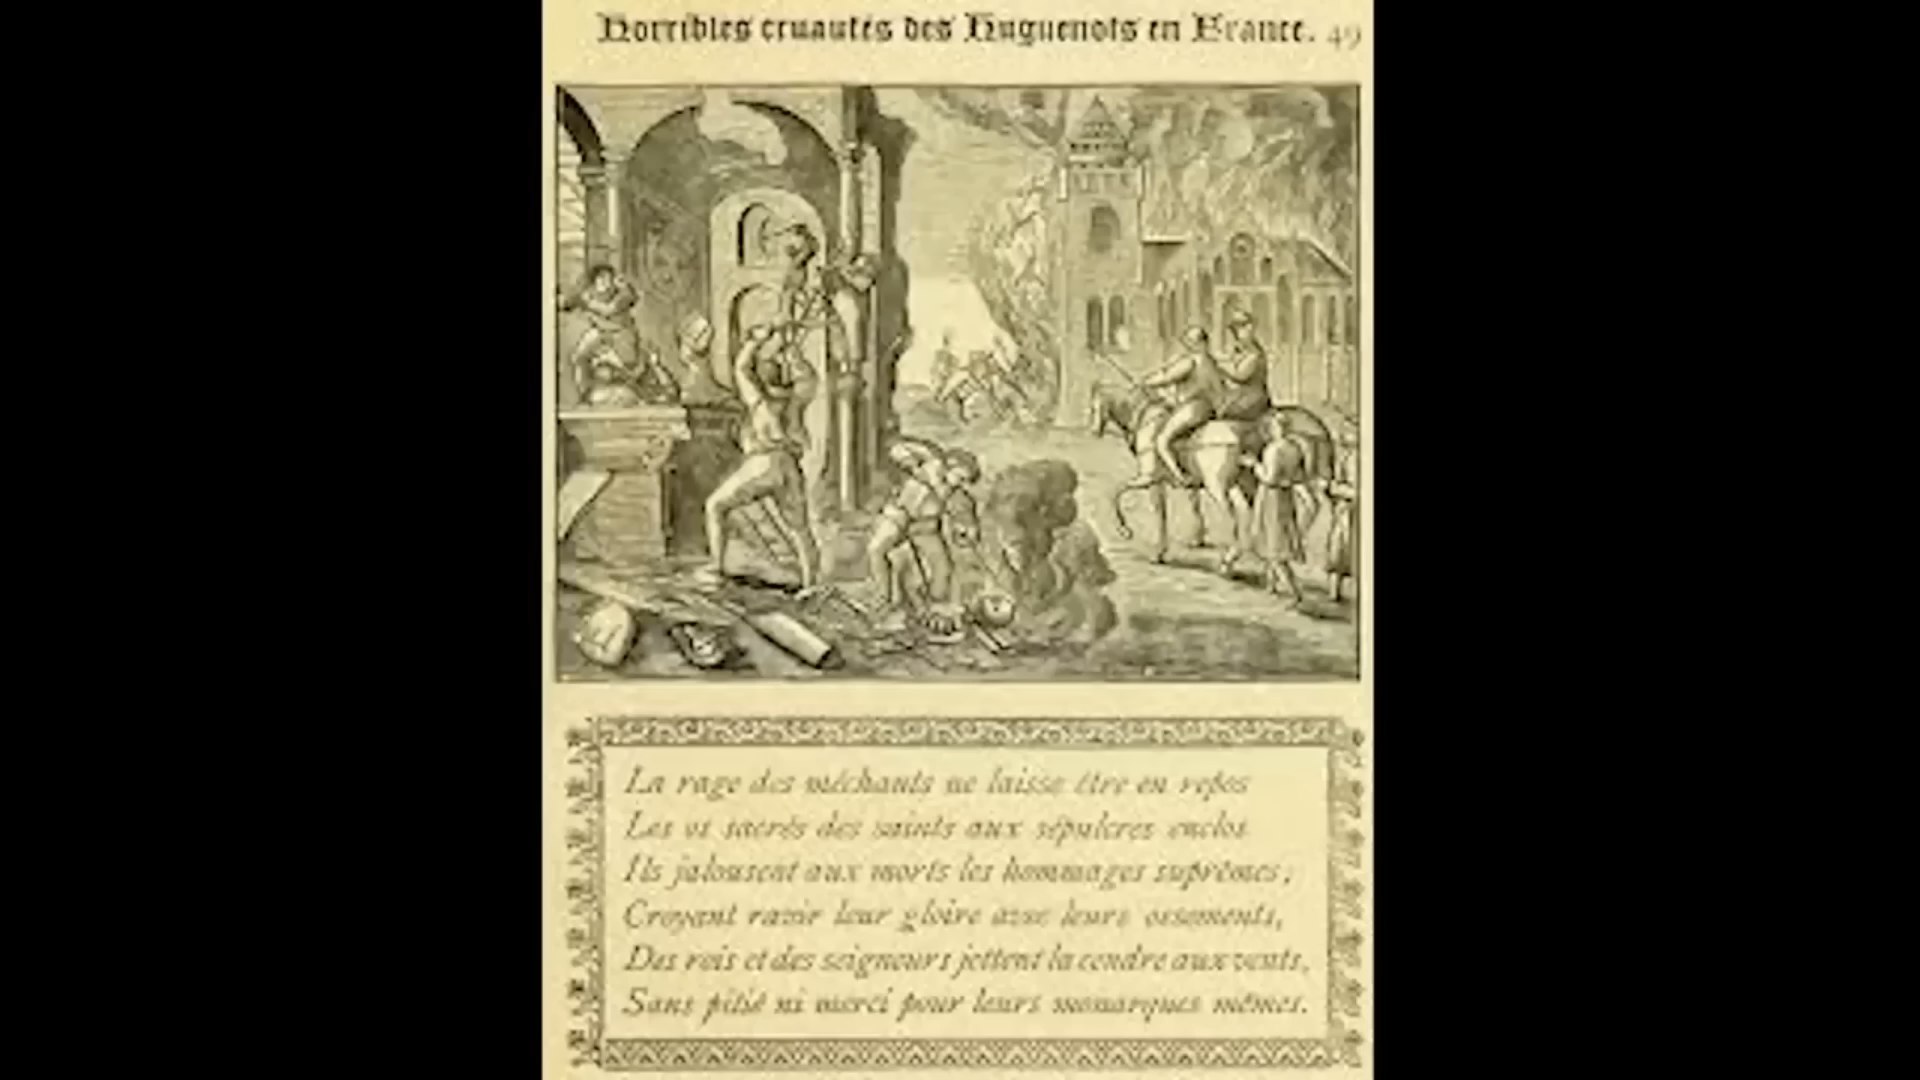 Horribles cruautés des Huguenots en France. 49
La rage des méchants ne laisse être en repos
Les os sacrés des saints aux sépulcres enclos
Ils jalousent aux morts les hommages suprêmes;
Croyant ravir leur gloire avec leurs ossements,
Des rois et des seigneurs jettent la cendre aux vents,
Sans pitié ni merci pour leurs monarques mêmes.